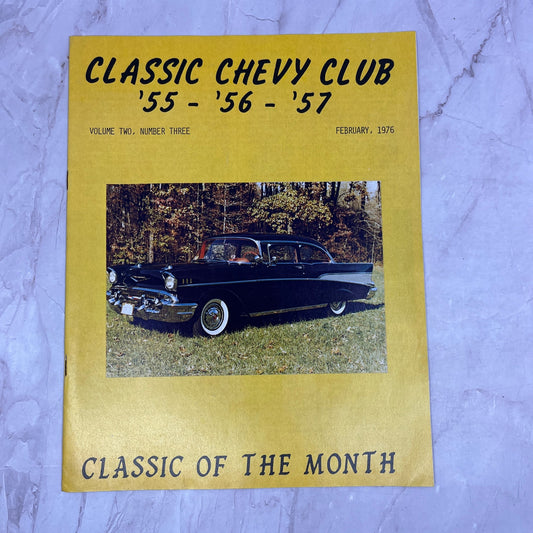 CLASSIC CHEVY CLUB
'55 - '56 - '57
VOLUME TWO, NUMBER THREE FEBRUARY, 1976
CLASSIC OF THE MONTH